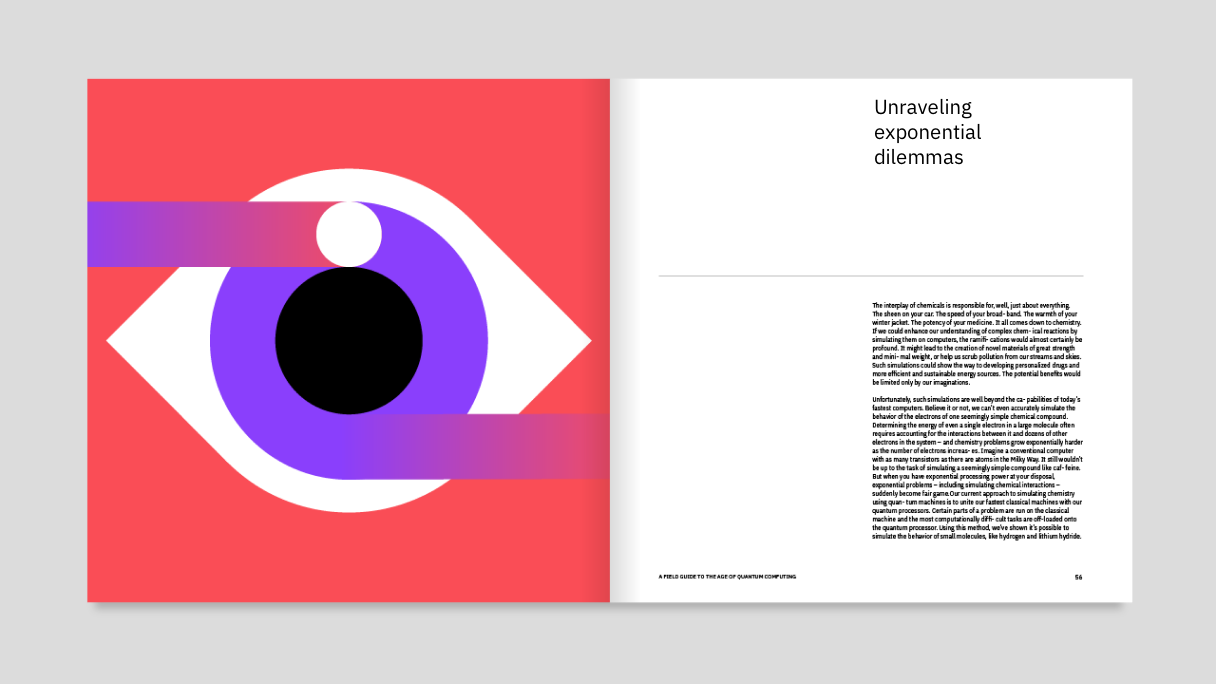 Unraveling
exponential
dilemmas
The interplay of chemicals is responsible for, well, just about everything.
The sheen on your car. The speed of your broad- band. The warmth of your
winter jacket. The potency of your medicine. It all comes down to chemistry.
If we could enhance our understanding of complex chem- ical reactions by
simulating them on computers, the ramifi- cations would almost certainly be
profound. It might lead to the creation of novel materials of great strength
and mini- mal weight, or help us scrub pollution from our streams and skies.
Such simulations could show the way to developing personalized drugs and
more efficient and sustainable energy sources. The potential benefits would
be limited only by our imaginations.
Unfortunately, such simulations are well beyond the ca- pabilities of today's
fastest computers. Believe it or not, we can't even accurately simulate the
behavior of the electrons of one seemingly simple chemical compound.
Determining the energy of even a single electron in a large molecule often
requires accounting for the interactions between it and dozens of other
electrons in the system – and chemistry problems grow exponentially harder
as the number of electrons increas- es. Imagine a conventional computer
with as many transistors as there are atoms in the Milky Way. It still wouldn't
be up to the task of simulating a seemingly simple compound like caf- feine.
But when you have exponential processing power at your disposal,
exponential problems – including simulating chemical interactions –
suddenly become fair game. Our current approach to simulating chemistry
using quan- tum machines is to unite our fastest classical machines with our
quantum processors. Certain parts of a problem are run on the classical
machine and the most computationally diffi- cult tasks are off-loaded onto
the quantum processor. Using this method, we've shown it's possible to
simulate the behavior of small molecules, like hydrogen and lithium hydride.
A FIELD GUIDE TO THE AGE OF QUANTUM COMPUTING
56